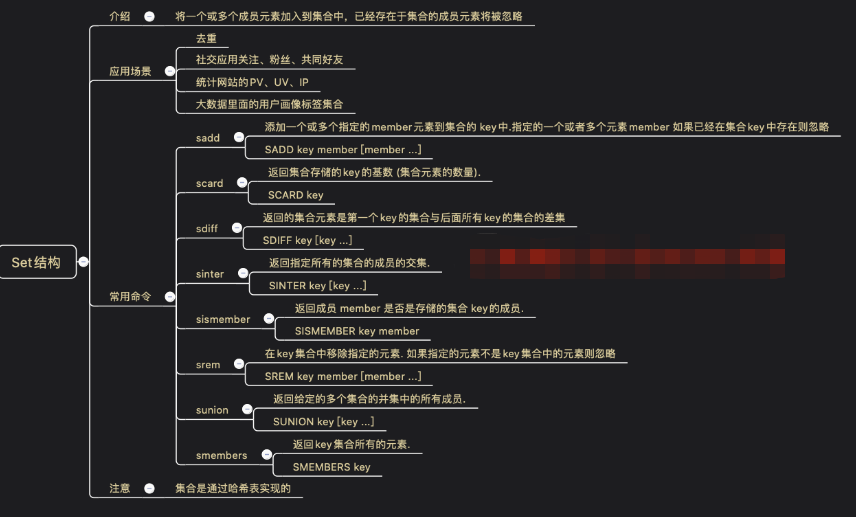 介绍
将一个或多个成员元素加入到集合中，已经存在于集合的成员元素将被忽略
应用场景
去重
社交应用关注、粉丝、共同好友
统计网站的PV、UV、IP
大数据里面的用户画像标签集合
Set结构
常用命令
sadd
添加一个或多个指定的member元素到集合的 key中.指定的一个或者多个元素member 如果已经在集合key中存在则忽略
SADD key member [member ...]
scard
返回集合存储的key的基数 (集合元素的数量).
SCARD key
sdiff
返回的集合元素是第一个key的集合与后面所有key的集合的差集
SDIFF key [key ...]
sinter
返回指定所有的集合的成员的交集.
SINTER key [key ...]
sismember
返回成员 member 是否是存储的集合 key的成员.
SISMEMBER key member
srem
在key集合中移除指定的元素. 如果指定的元素不是key集合中的元素则忽略
SREM key member [member ...]
sunion
返回给定的多个集合的并集中的所有成员.
SUNION key [key ...]
smembers
返回key集合所有的元素.
SMEMBERS key
注意
集合是通过哈希表实现的